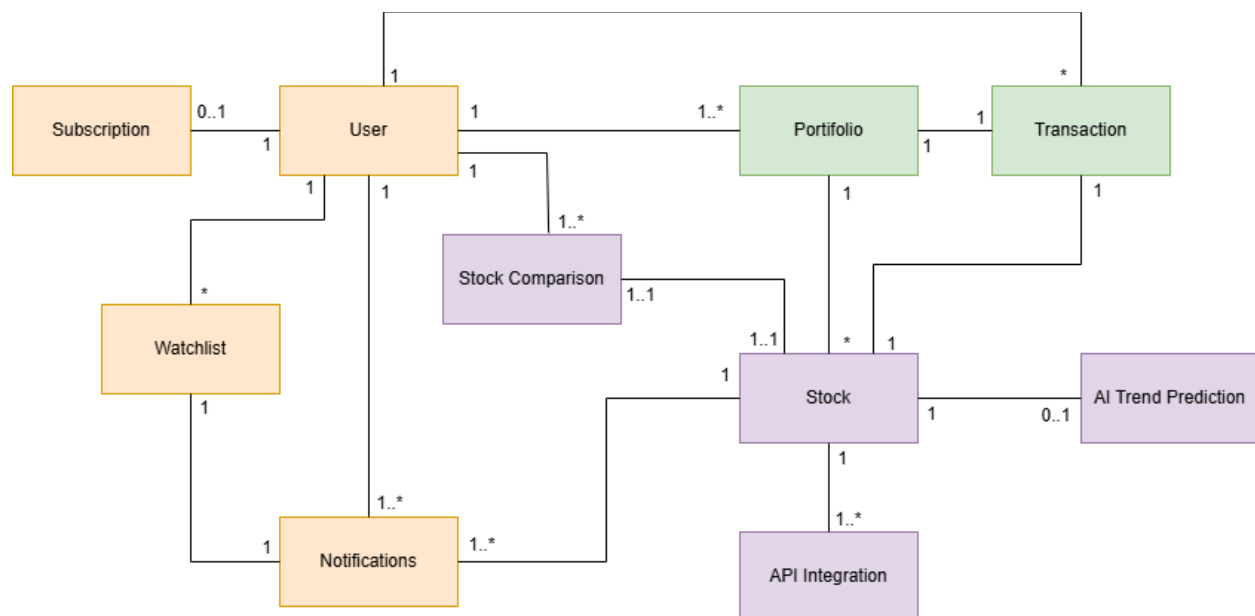 1
*
Subscription
0..1
1
User
1
1..*
Portifolio
1
1
Transaction
1
1
1
1
1
1..*
Stock Comparison
1..1
1..1
*
1
*
Watchlist
1
1
Stock
1
0..1
AI Trend Prediction
1
1..*
1..*
1..*
1
Notifications
API Integration